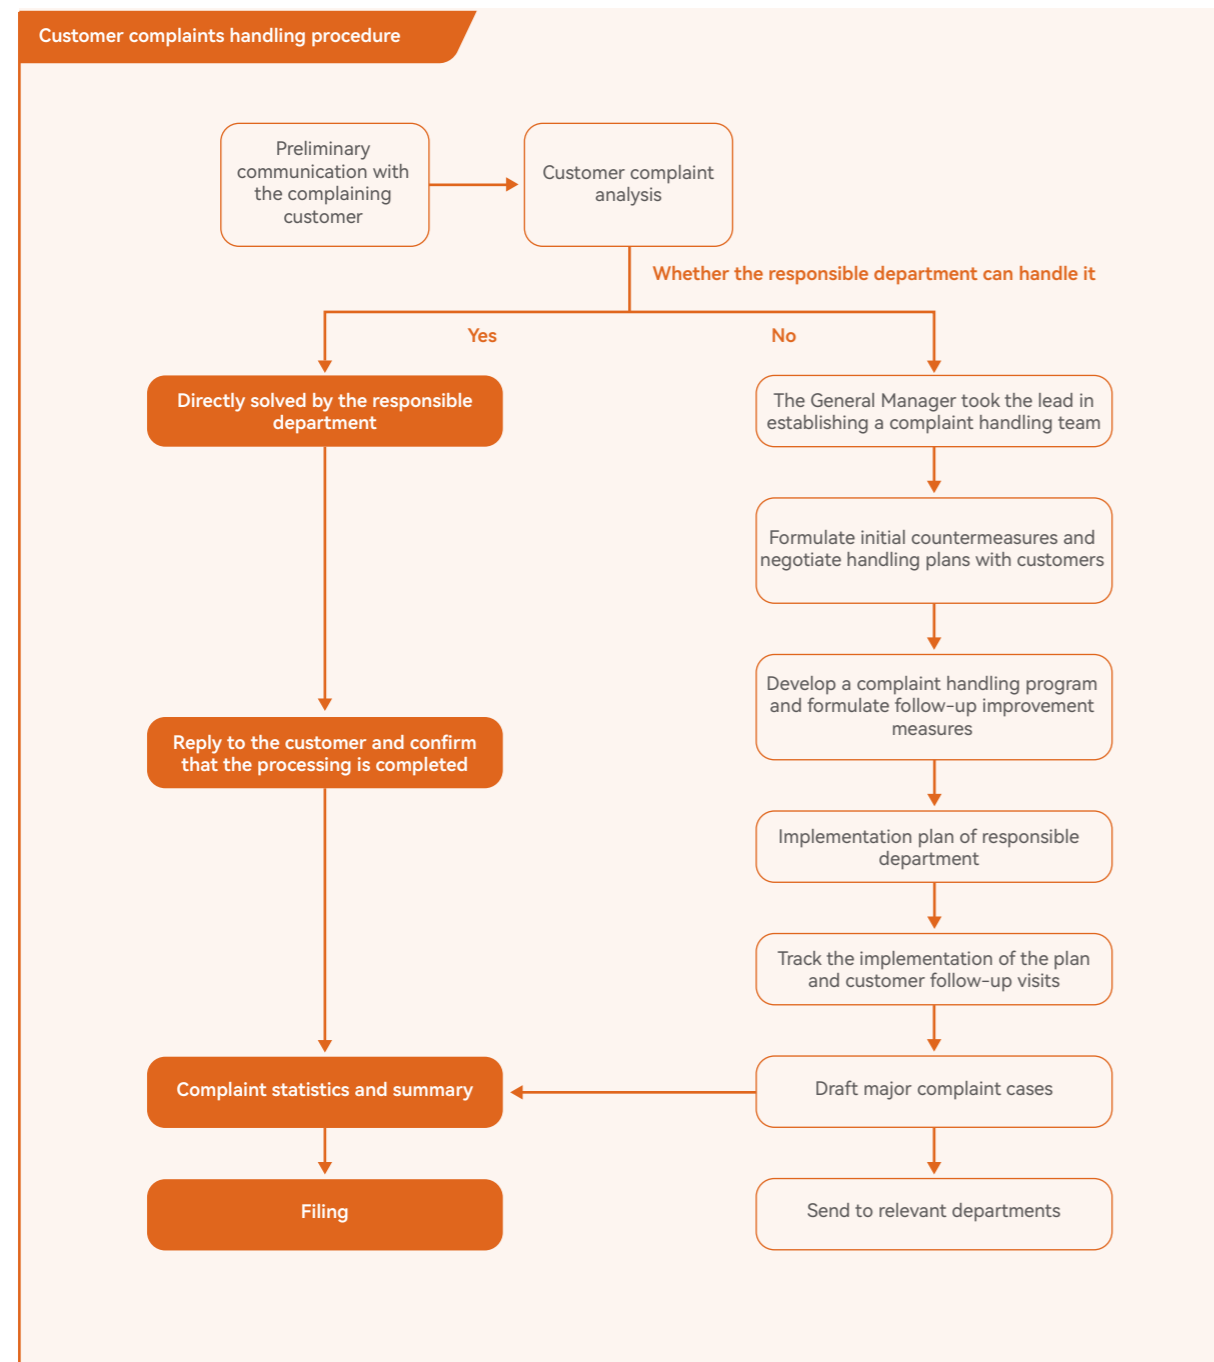 Customer complaints handling procedure
Preliminary
communication with
the complaining
customer
Customer complaint
analysis
Whether the responsible department can handle it
Yes
No
Directly solved by the responsible
department
The General Manager took the lead in
establishing a complaint handling team
Formulate initial countermeasures and
negotiate handling plans with customers
Develop a complaint handling program
and formulate follow-up improvement
measures
Reply to the customer and confirm
that the processing is completed
Implementation plan of responsible
department
Track the implementation of the plan
and customer follow-up visits
Complaint statistics and summary
Draft major complaint cases
Filing
Send to relevant departments